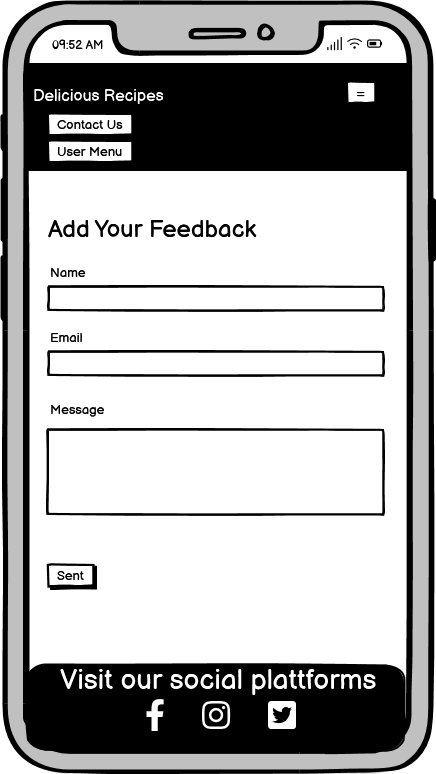 09:52 AM
Delicious Recipes
=
Contact Us
User Menu
Add Your Feedback
Name
Email
Message
Sent
Visit our social plattforms